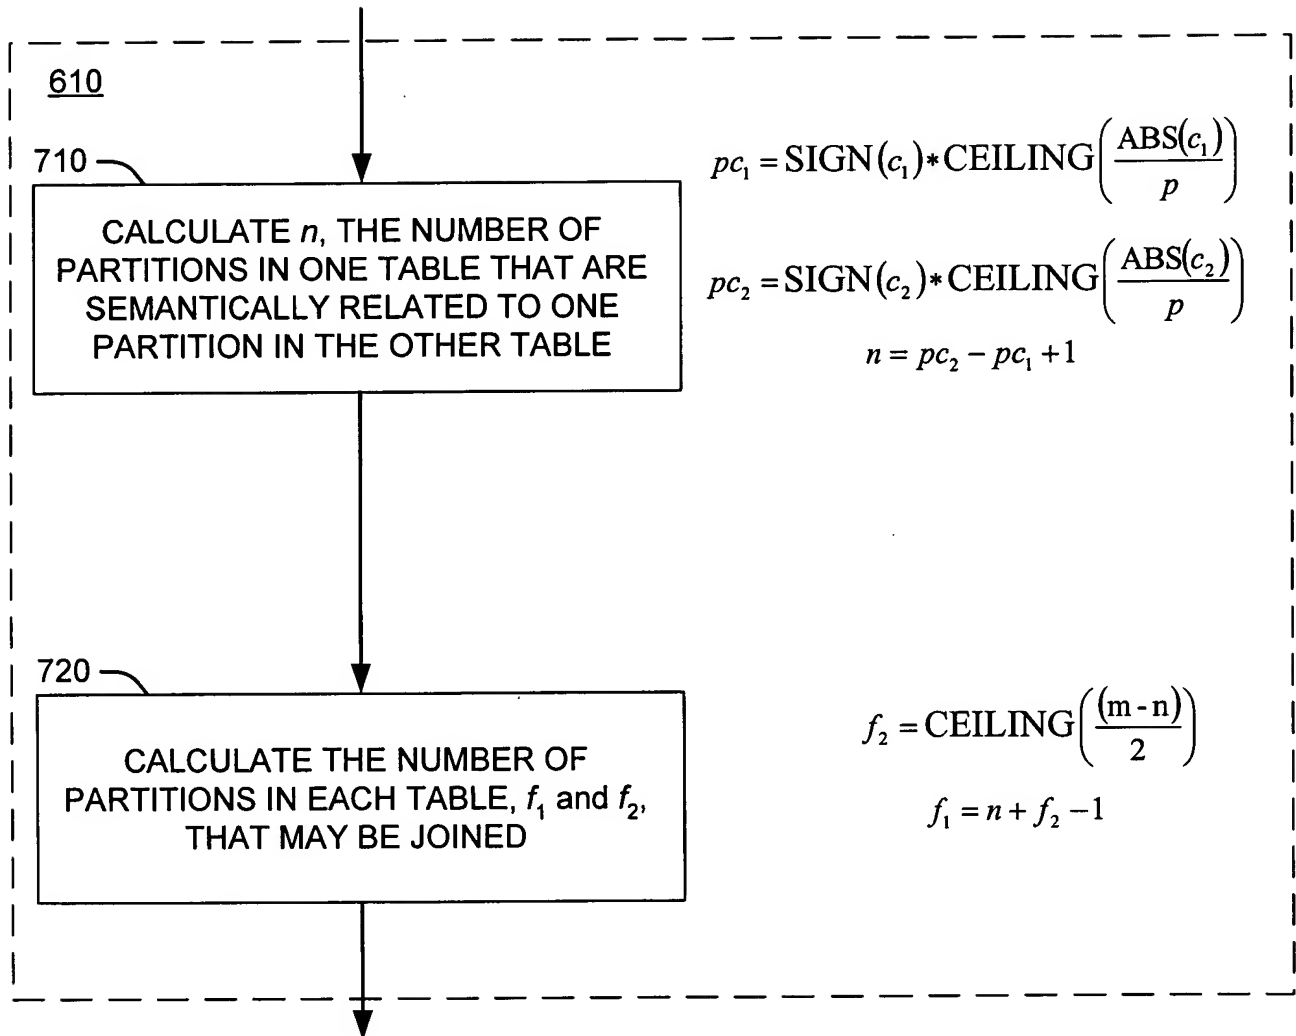 610
710
CALCULATE n, THE NUMBER OF
PARTITIONS IN ONE TABLE THAT ARE
SEMANTICALLY RELATED TO ONE
PARTITION IN THE OTHER TABLE
pc₁ = SIGN(c₁)*CEILING(ABS(c₁)/p)
pc₂ = SIGN(c₂)*CEILING(ABS(c₂)/p)
n = pc₂ - pc₁ +1
720
CALCULATE THE NUMBER OF
PARTITIONS IN EACH TABLE, f₁ and f₂,
THAT MAY BE JOINED
f₂ = CEILING((m - n)/2)
f₁ = n + f₂ -1